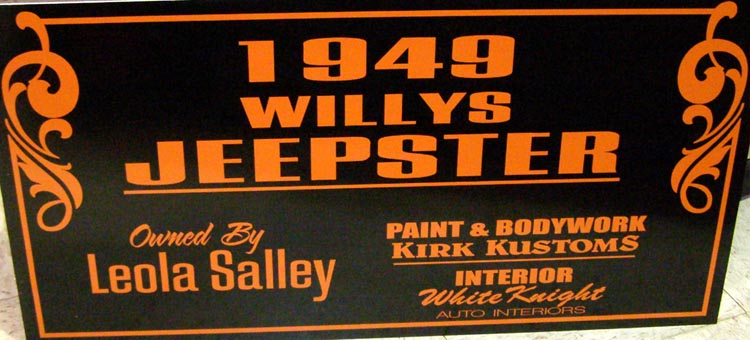 1949
WILLYS
JEEPSTER
Owned By
Leola Salley
PAINT & BODYWORK
KIRK KUSTOMS
INTERIOR
White Knight
AUTO INTERIORS